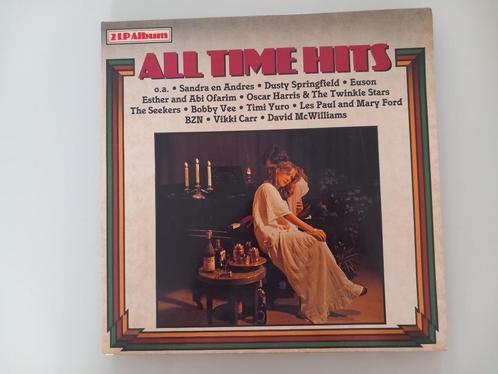 2 LP Album
ALL TIME HITS
o.a. • Sandra en Andres • Dusty Springfield • Euson
Esther and Abi Ofarim • Oscar Harris & The Twinkle Stars
The Seekers • Bobby Vee • Timi Yuro • Les Paul and Mary Ford
BZN • Vikki Carr • David McWilliams